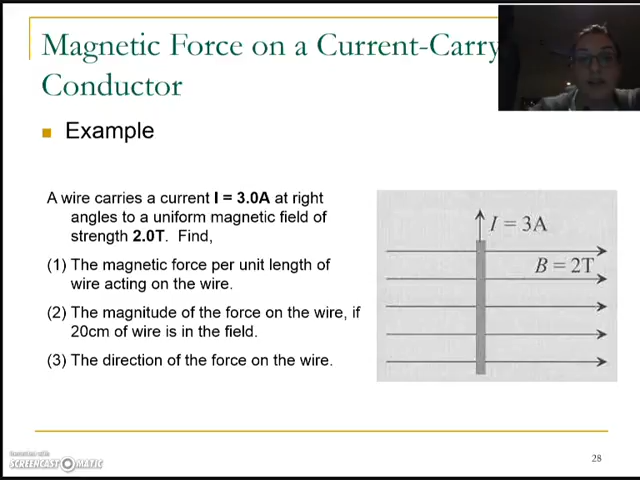 Magnetic Force on a Current-Carry
Conductor
Example
A wire carries a current I = 3.0A at right
angles to a uniform magnetic field of
strength 2.0T. Find,
(1) The magnetic force per unit length of
wire acting on the wire.
(2) The magnitude of the force on the wire, if
20cm of wire is in the field.
(3) The direction of the force on the wire.
I = 3A
B = 2T
28
SCREENCAST-O-MATIC